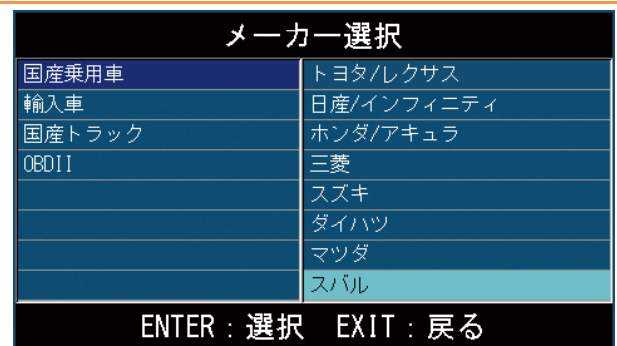 メーカー選択
国産乗用車
輸入車
国産トラック
OBDII
トヨタ/レクサス
日産/インフィニティ
ホンダ/アキュラ
三菱
スズキ
ダイハツ
マツダ
スバル
ENTER：選択 EXIT：戻る